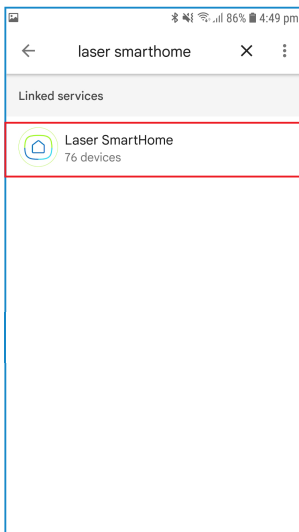 86% 4:49 pm
laser smarthome
Linked services
Laser SmartHome
76 devices